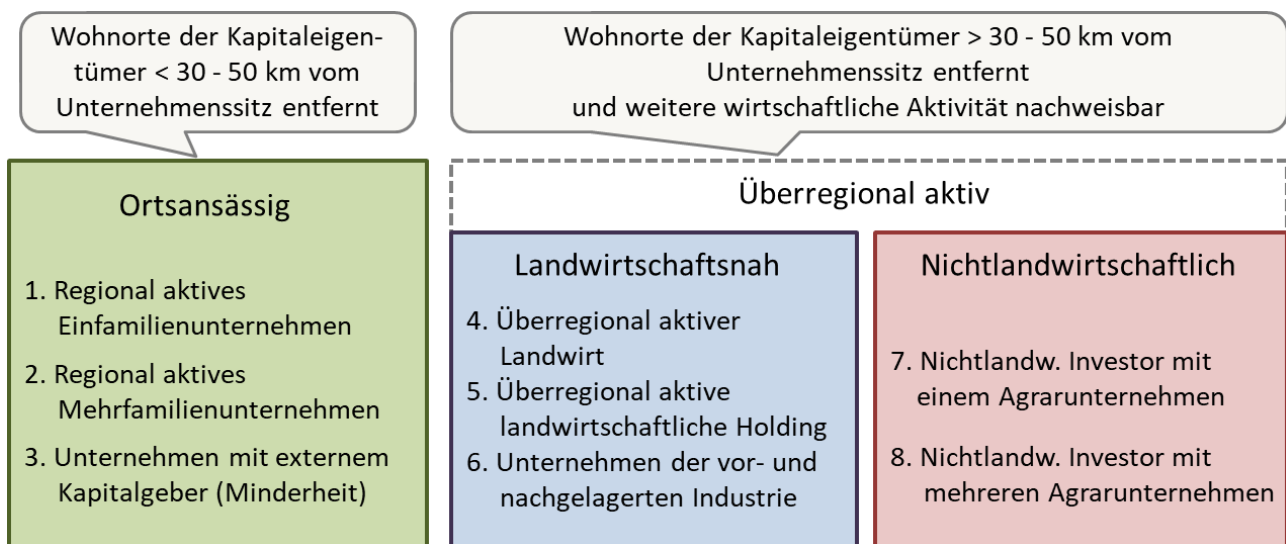 Wohnorte der Kapitaleigen-
tümer < 30 - 50 km vom
Unternehmenssitz entfernt
Wohnorte der Kapitaleigentümer > 30 - 50 km vom
Unternehmenssitz entfernt
und weitere wirtschaftliche Aktivität nachweisbar
Ortsansässig
1. Regional aktives
Einfamilienunternehmen
2. Regional aktives
Mehrfamilienunternehmen
3. Unternehmen mit externem
Kapitalgeber (Minderheit)
Überregional aktiv
Landwirtschaftsnah
4. Überregional aktiver
Landwirt
5. Überregional aktive
landwirtschaftliche Holding
6. Unternehmen der vor- und
nachgelagerten Industrie
Nichtlandwirtschaftlich
7. Nichtlandw. Investor mit
einem Agrarunternehmen
8. Nichtlandw. Investor mit
mehreren Agrarunternehmen